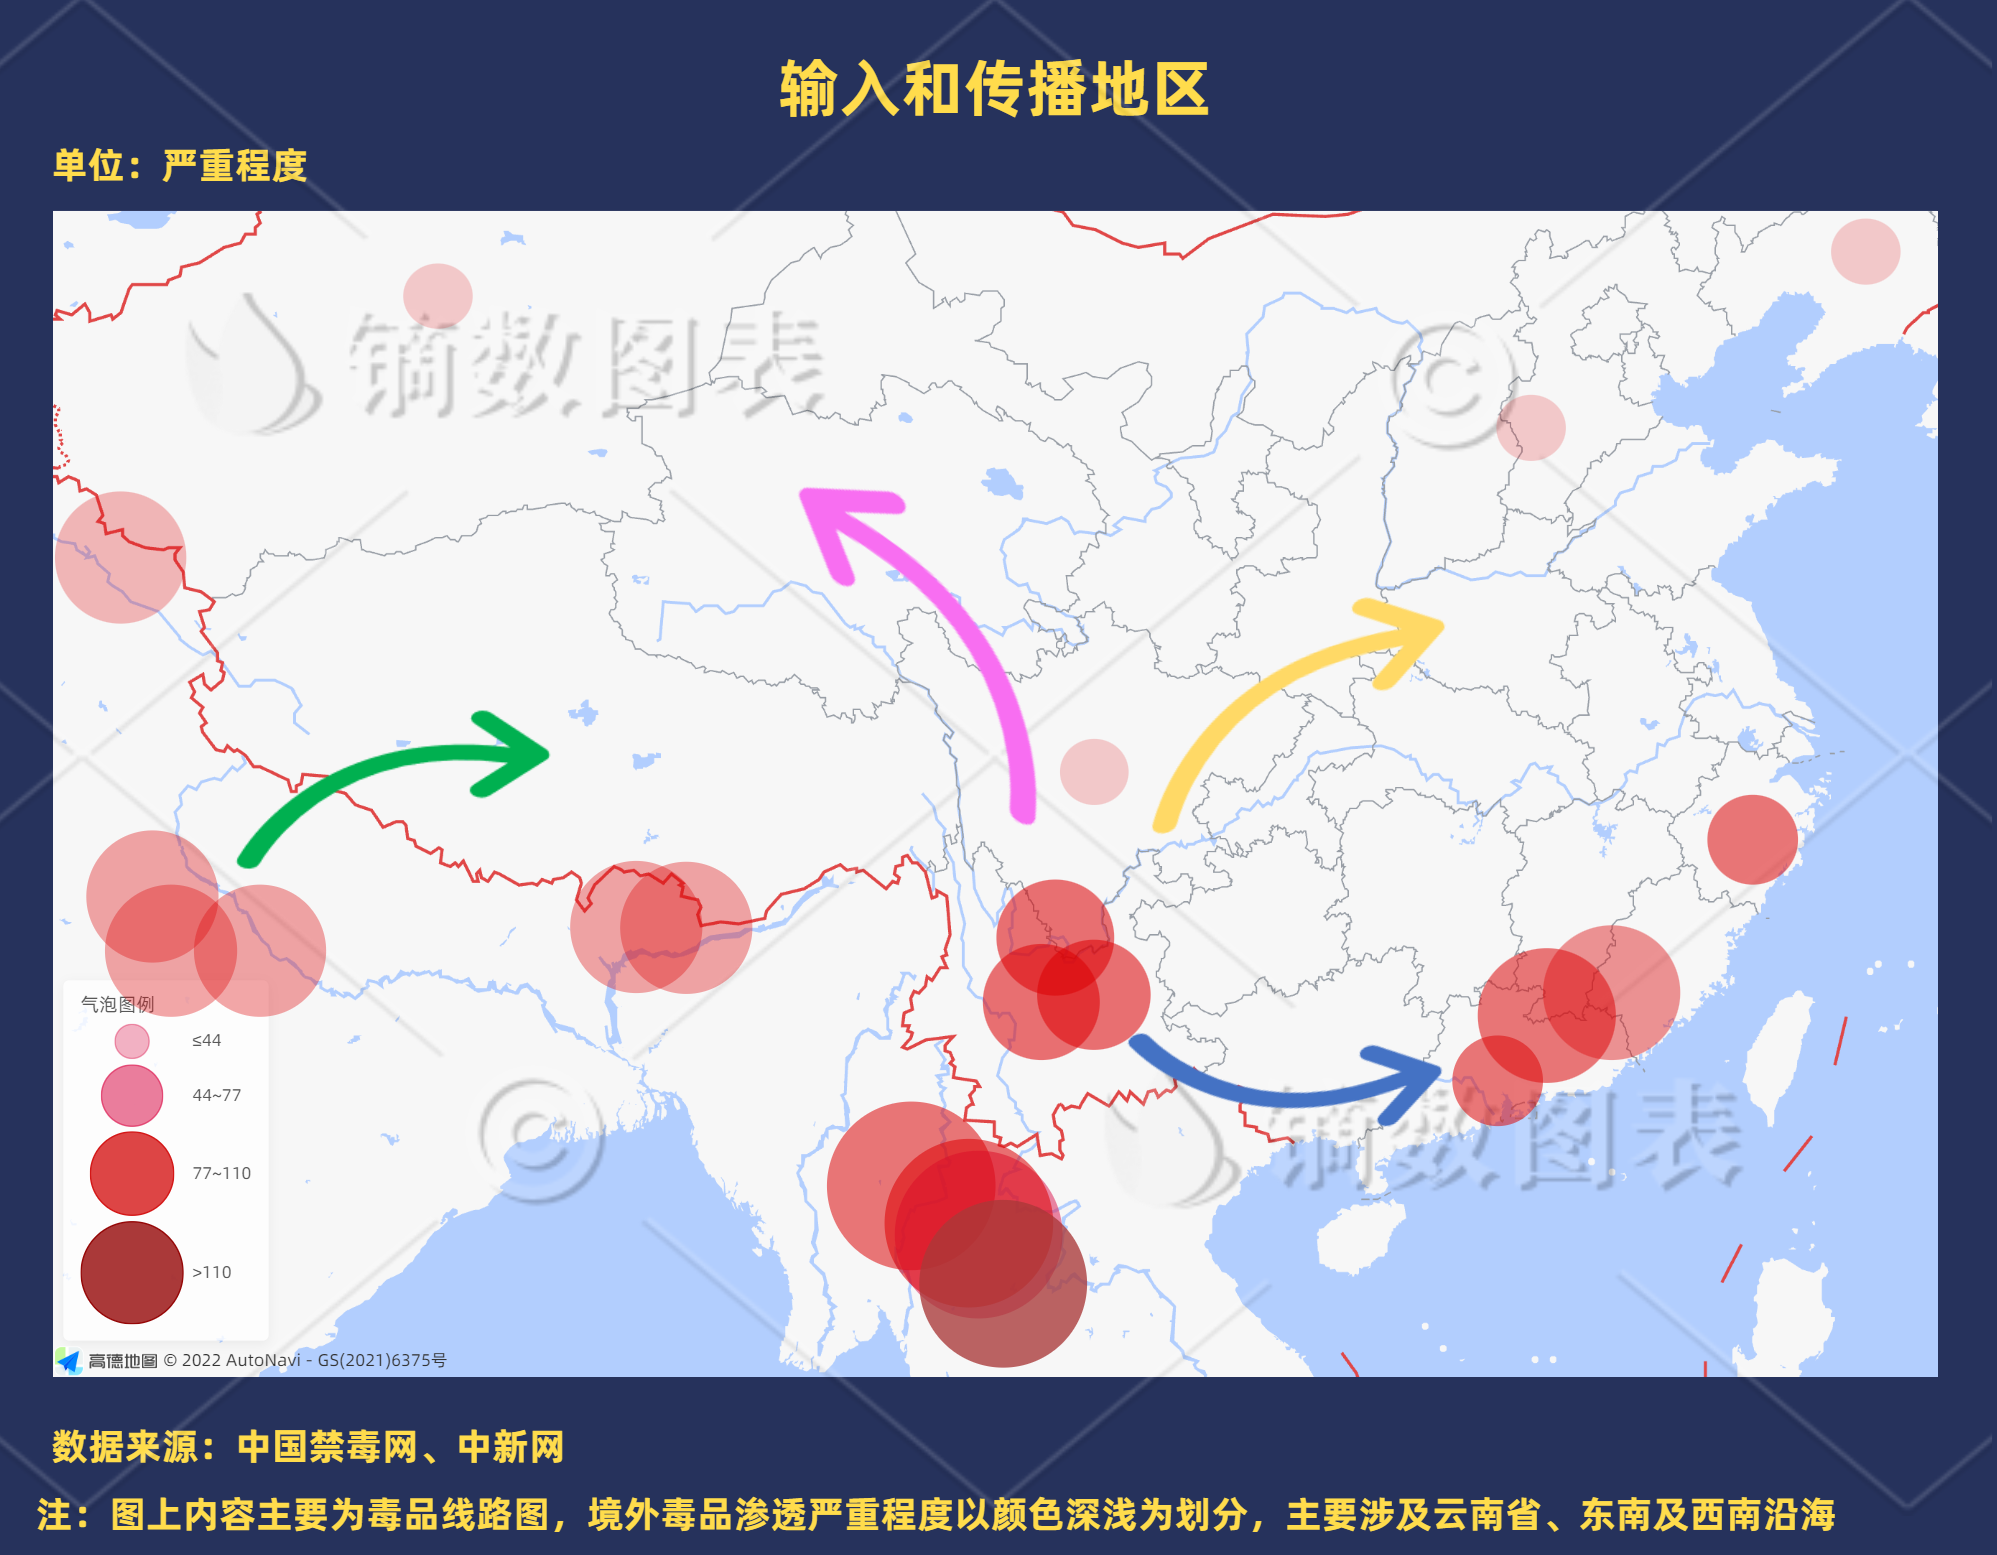 输入和传播地区
单位：严重程度
镝数图表
©
气泡图例
≤44
44~77
77~110
>110
©
镝数图表
高德地图 © 2022 AutoNavi - GS(2021)6375号
数据来源：中国禁毒网、中新网
注：图上内容主要为毒品线路图，境外毒品渗透严重程度以颜色深浅为划分，主要涉及云南省、东南及西南沿海